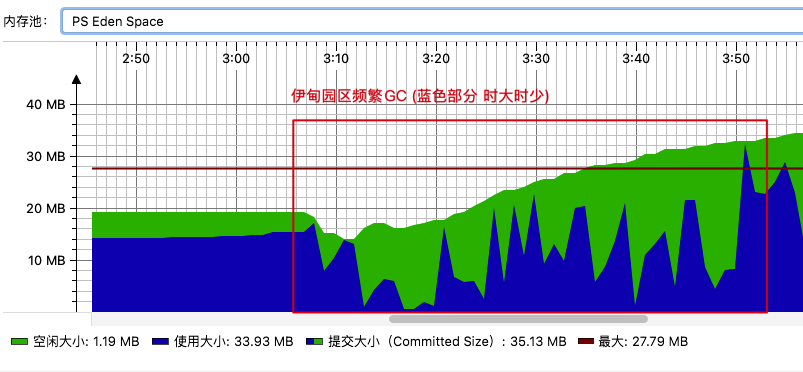 内存池： PS Eden Space
2:50 3:00 3:10 3:20 3:30 3:40 3:50
伊甸园区频繁GC (蓝色部分 时大时少)
40 MB
30 MB
20 MB
10 MB
空闲大小: 1.19 MB 使用大小: 33.93 MB 提交大小（Committed Size）: 35.13 MB 最大: 27.79 MB